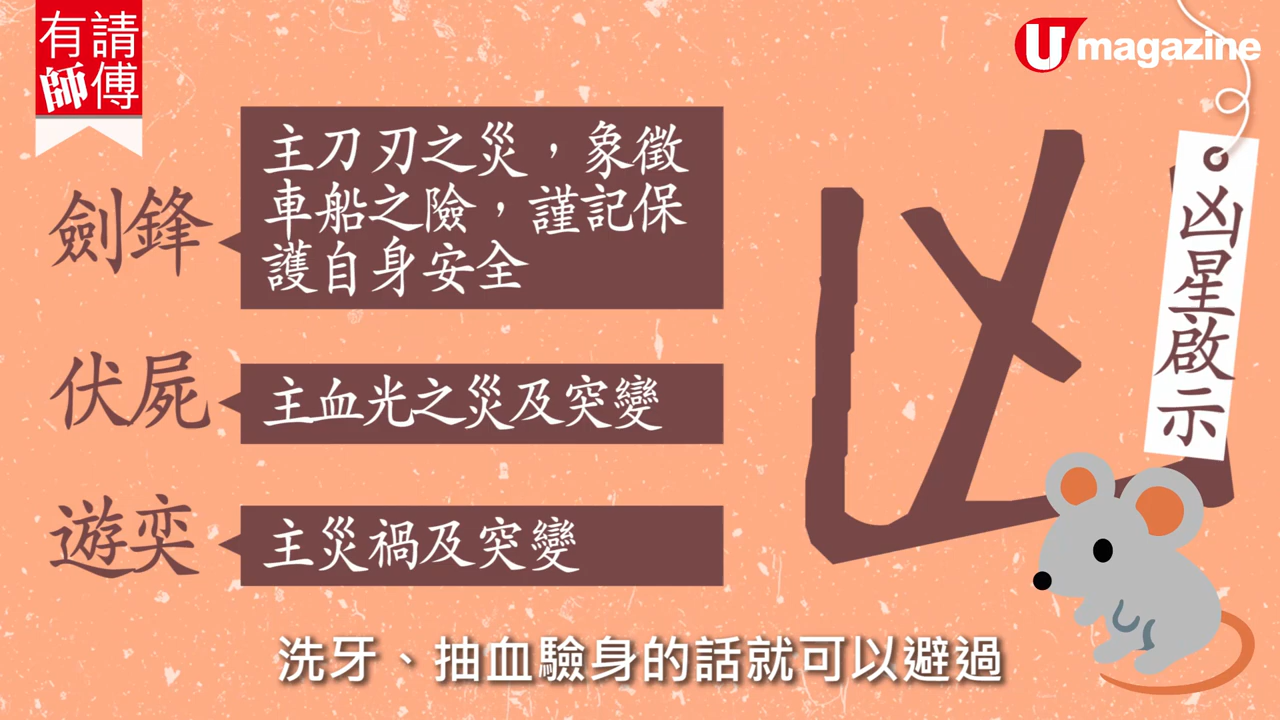 有請
師傅
U magazine
劍鋒
主刀刃之災，象徵
車船之險，謹記保
護自身安全
伏屍
主血光之災及突變
遊奕
主災禍及突變
凶
凶星啟示
洗牙、抽血驗身的話就可以避過